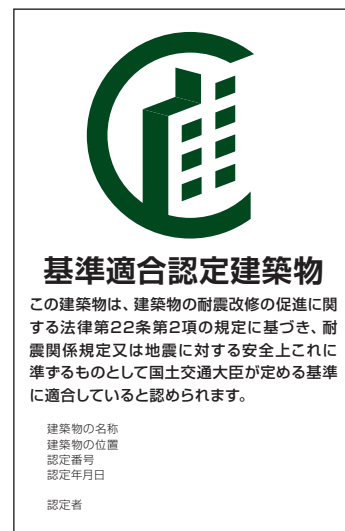 基準適合認定建築物
この建築物は、建築物の耐震改修の促進に関
する法律第22条第2項の規定に基づき、耐
震関係規定又は地震に対する安全上これに
準ずるものとして国土交通大臣が定める基準
に適合していると認められます。
建築物の名称
建築物の位置
認定番号
認定年月日
認定者